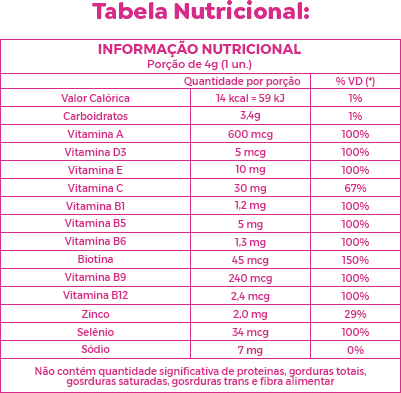 Tabela Nutricional:
INFORMAÇÃO NUTRICIONAL
Porção de 4g (1 un.)
Quantidade por porção % VD (*)
Valor Calórica 14 kcal = 59 kJ 1%
Carboidratos 3,4g 1%
Vitamina A 600 mcg 100%
Vitamina D3 5 mcg 100%
Vitamina E 10 mg 100%
Vitamina C 30 mg 67%
Vitamina B1 1,2 mg 100%
Vitamina B5 5 mg 100%
Vitamina B6 1,3 mg 100%
Biotina 45 mcg 150%
Vitamina B9 240 mcg 100%
Vitamina B12 2,4 mcg 100%
Zinco 2,0 mg 29%
Selênio 34 mcg 100%
Sódio 7 mg 0%
Não contém quantidade significativa de proteinas, gorduras totais,
gosrduras saturadas, gosrduras trans e fibra alimentar